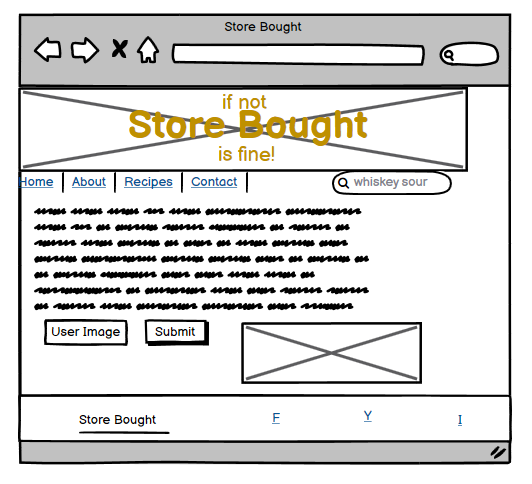 Store Bought
if not
Store Bought
is fine!
Home About Recipes Contact whiskey sour
User Image Submit
Store Bought F Y I